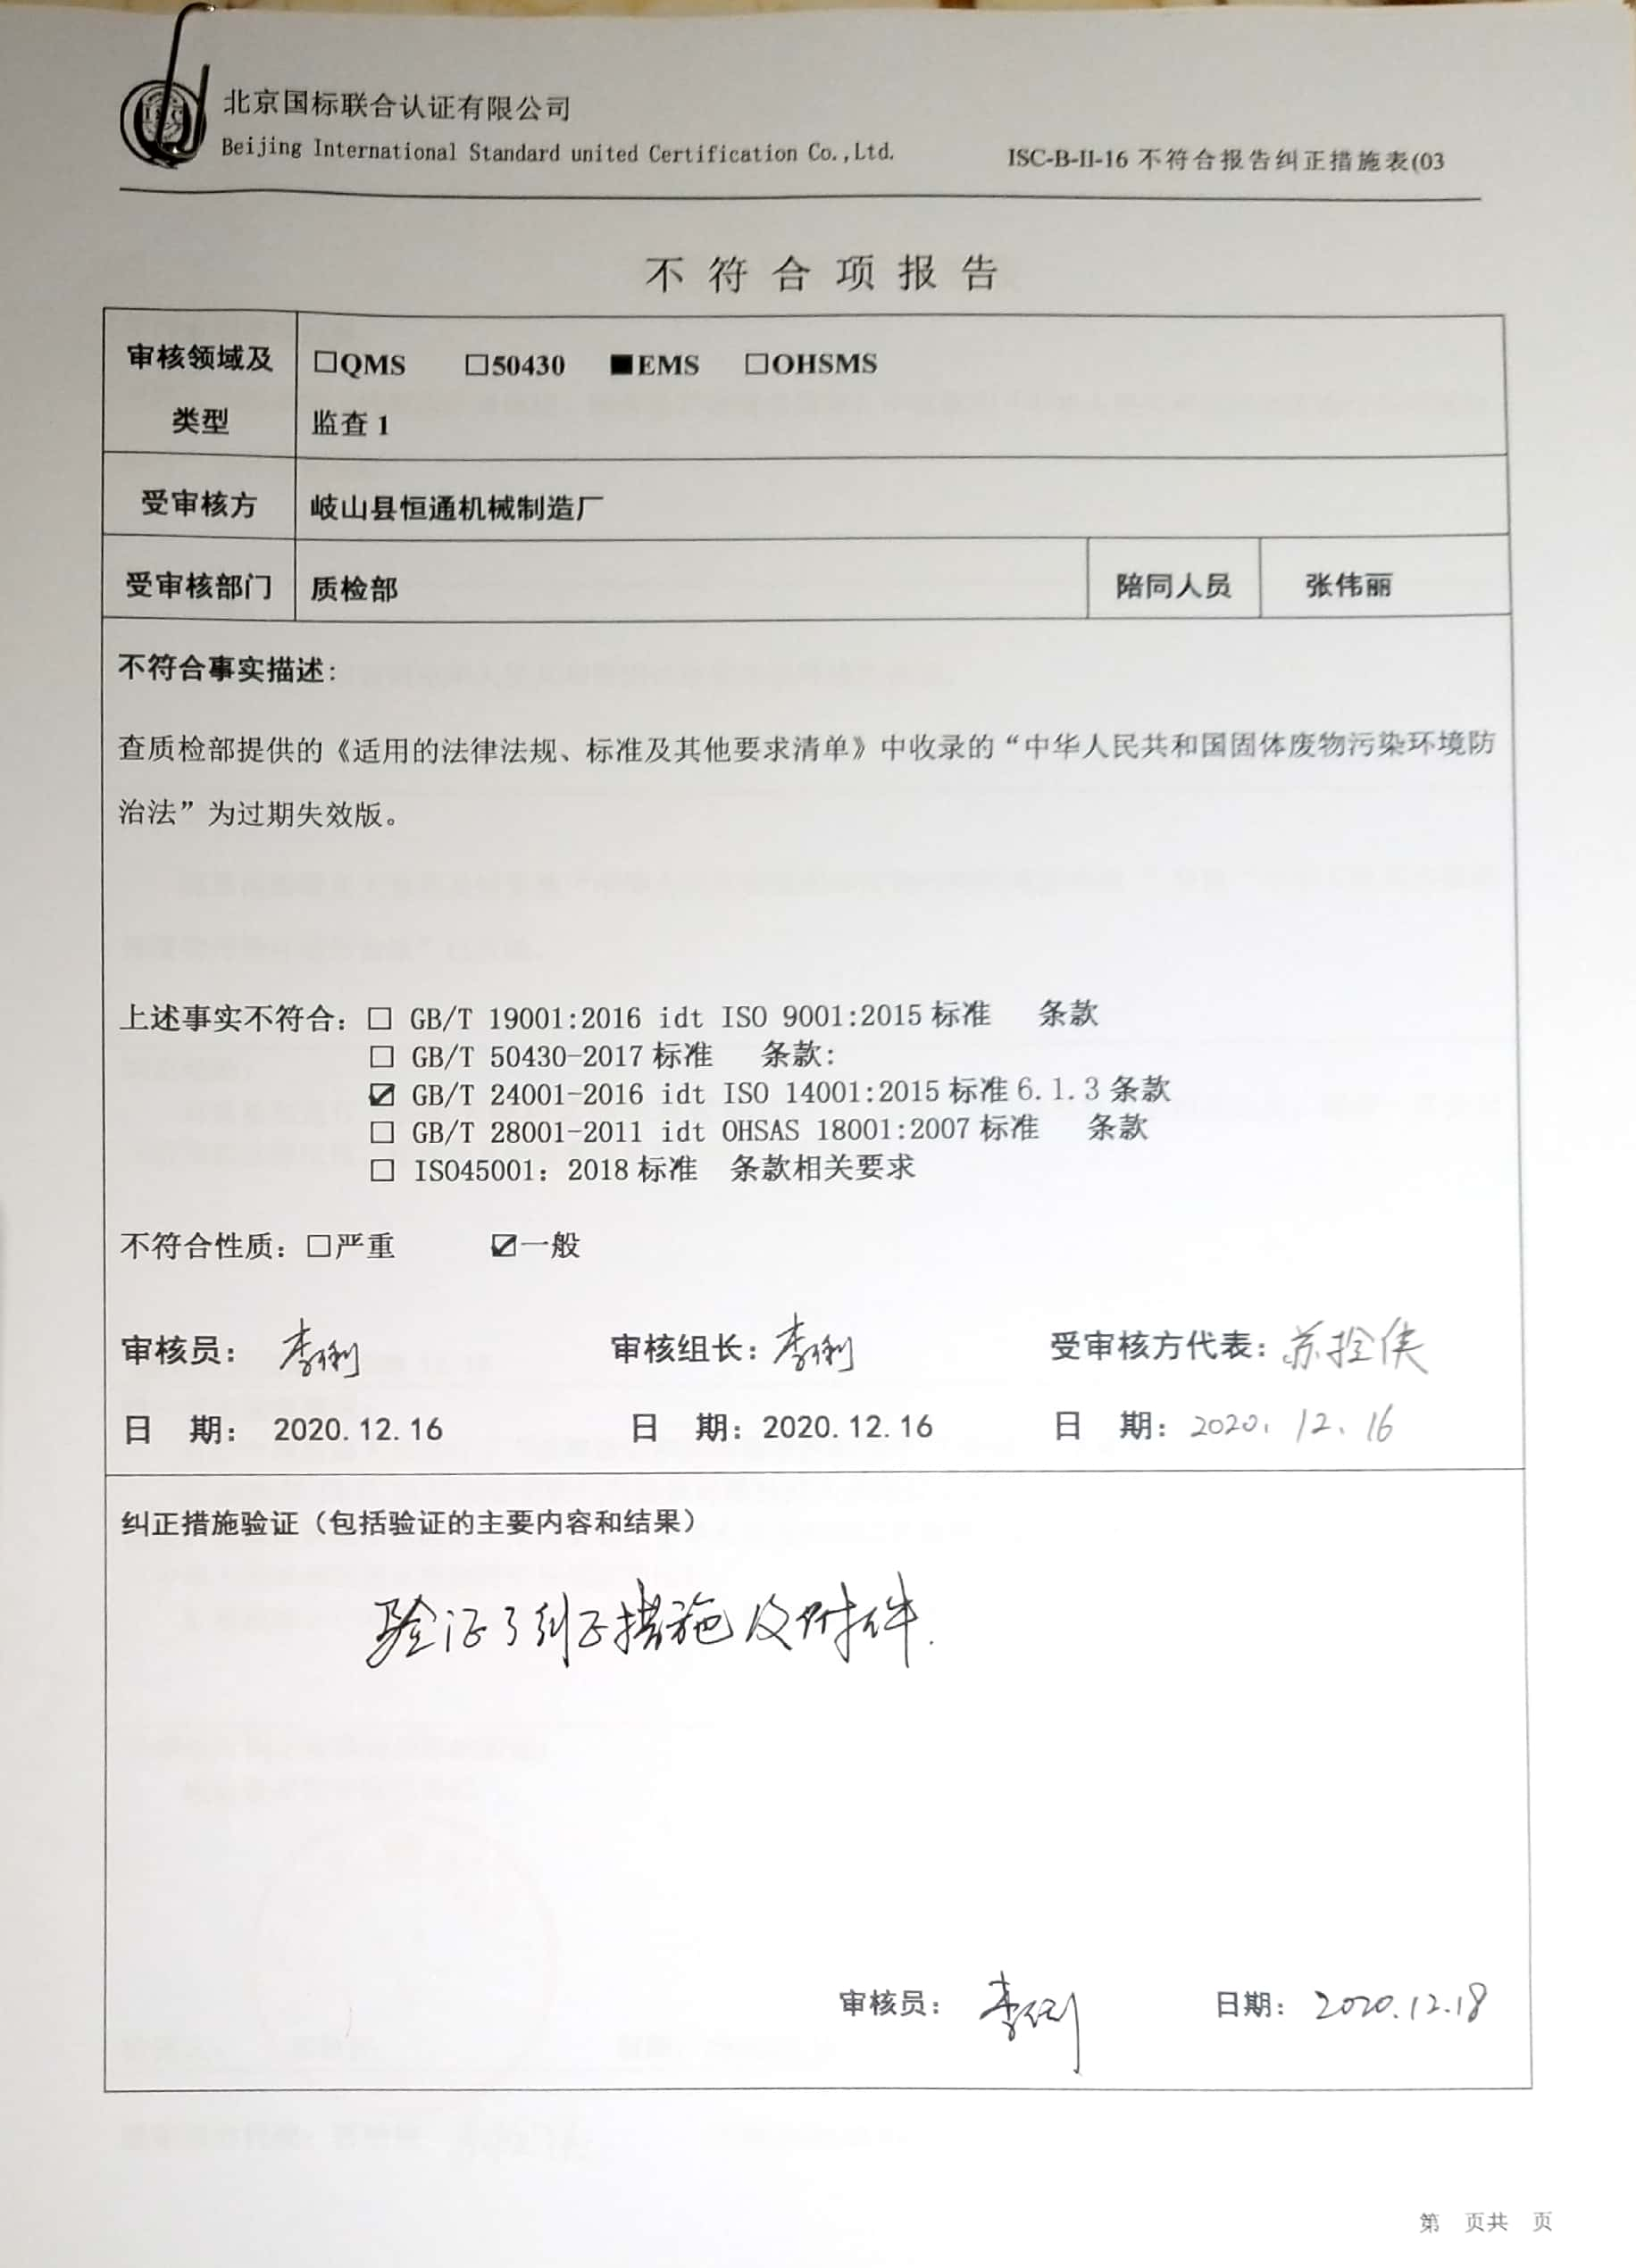 北京国标联合认证有限公司
Beijing International Standard united Certification Co.,Ltd.
ISC-B-II-16 不符合报告纠正措施表(03
不符合项报告
审核领域及类型
□QMS □50430 ■EMS □OHSMS
监查 1
受审核方 岐山县恒通机械制造厂
受审核部门 质检部 陪同人员 张伟丽
不符合事实描述:
查质检部提供的《适用的法律法规、标准及其他要求清单》中收录的“中华人民共和国固体废物污染环境防
治法”为过期失效版。
上述事实不符合: □ GB/T 19001:2016 idt ISO 9001:2015 标准 条款
□ GB/T 50430-2017 标准 条款:
☑ GB/T 24001-2016 idt ISO 14001:2015 标准 6.1.3 条款
□ GB/T 28001-2011 idt OHSAS 18001:2007 标准 条款
□ ISO45001: 2018 标准 条款相关要求
不符合性质: □严重 ☑一般
审核员: 李俐 审核组长: 李俐 受审核方代表: 苏拴侠
日 期: 2020.12.16 日 期: 2020.12.16 日 期: 2020.12.16
纠正措施验证（包括验证的主要内容和结果）
验证了纠正措施及附件.
审核员: 李俐 日期: 2020.12.18
第 页共 页